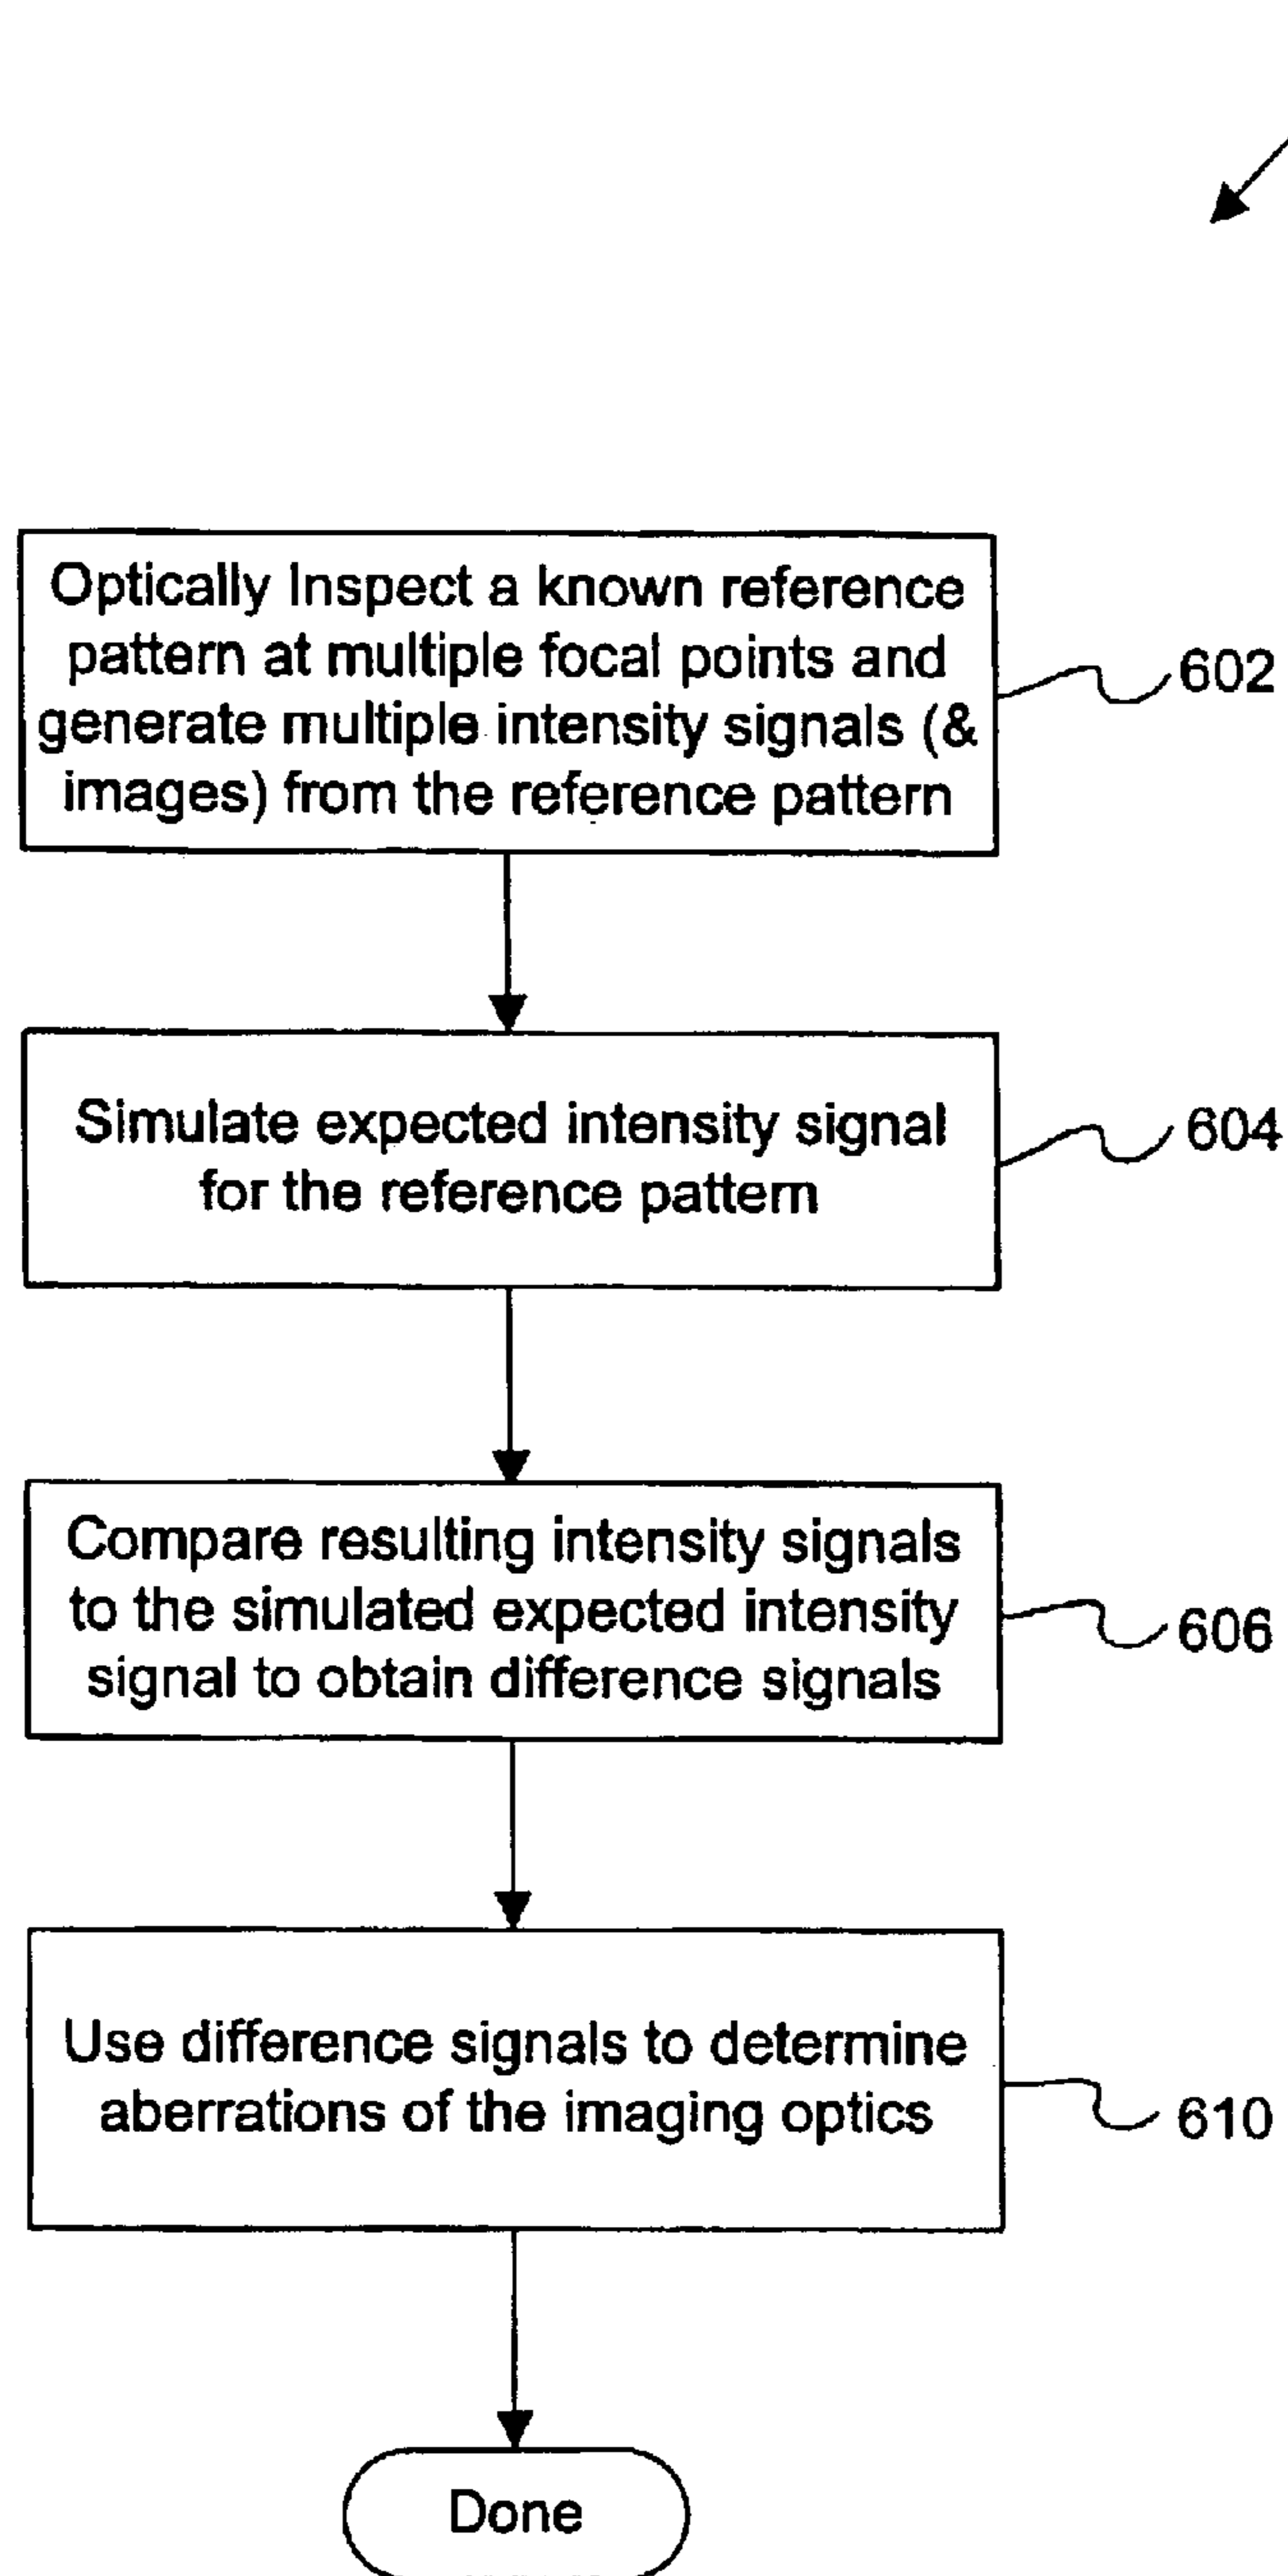 Optically Inspect a known reference
pattern at multiple focal points and
generate multiple intensity signals (&
images) from the reference pattern
602
Simulate expected intensity signal
for the reference pattern
604
Compare resulting intensity signals
to the simulated expected intensity
signal to obtain difference signals
606
Use difference signals to determine
aberrations of the imaging optics
610
Done